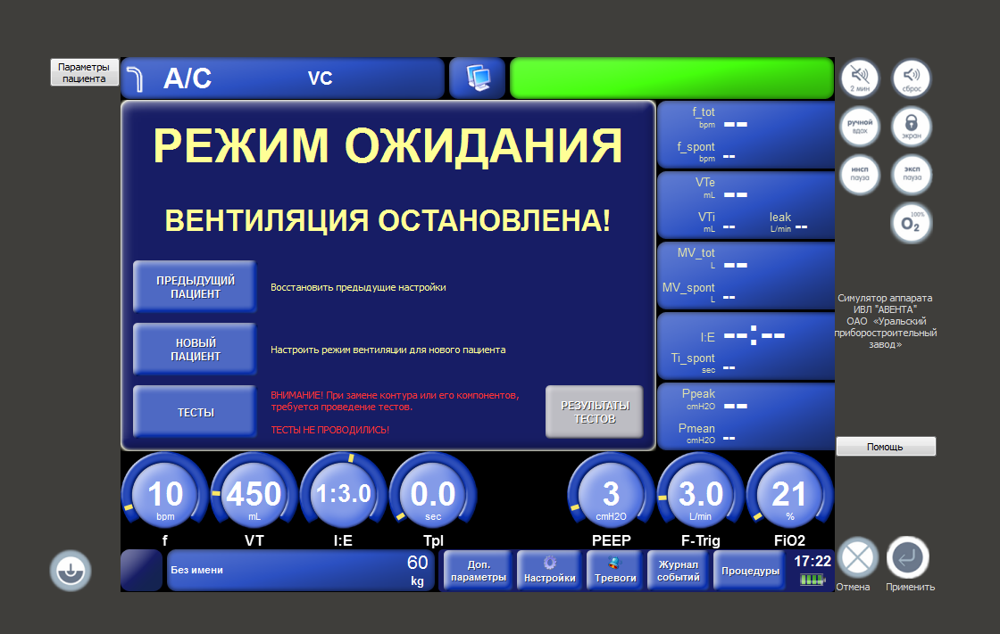 Параметры
пациента
A/C
VC
2 мин
сброс
ручной
вдох
экран
инсп
пауза
эксп
пауза
100%
O2
РЕЖИМ ОЖИДАНИЯ
ВЕНТИЛЯЦИЯ ОСТАНОВЛЕНА!
ПРЕДЫДУЩИЙ
ПАЦИЕНТ
Восстановить предыдущие настройки
НОВЫЙ
ПАЦИЕНТ
Настроить режим вентиляции для нового пациента
ТЕСТЫ
ВНИМАНИЕ! При замене контура или его компонентов,
требуется проведение тестов.
ТЕСТЫ НЕ ПРОВОДИЛИСЬ!
РЕЗУЛЬТАТЫ
ТЕСТОВ
f_tot
bpm --
f_spont
bpm --
VTe
mL --
VTi
mL --
leak
L/min --
MV_tot
L --
MV_spont
L --
I:E --:--
Ti_spont
sec --
Ppeak
cmH2O --
Pmean
cmH2O --
Симулятор аппарата
ИВЛ "АВЕНТА"
ОАО «Уральский
приборостроительный
завод»
Помощь
10
bpm
f
450
mL
VT
1:3.0
I:E
0.0
sec
Tpl
3
cmH2O
PEEP
3.0
L/min
F-Trig
21
%
FiO2
Без имени
60
kg
Доп.
параметры
Настройки
Тревоги
Журнал
событий
Процедуры
17:22
Отмена
Применить